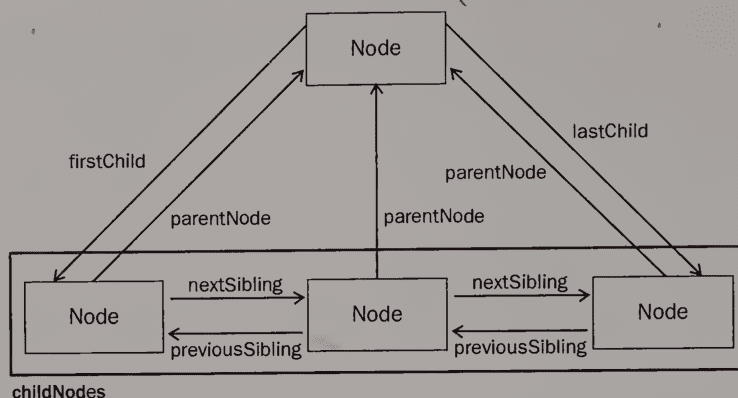 Node
firstChild
lastChild
parentNode
parentNode
parentNode
nextSibling
nextSibling
Node
Node
Node
previousSibling
previousSibling
childNodes